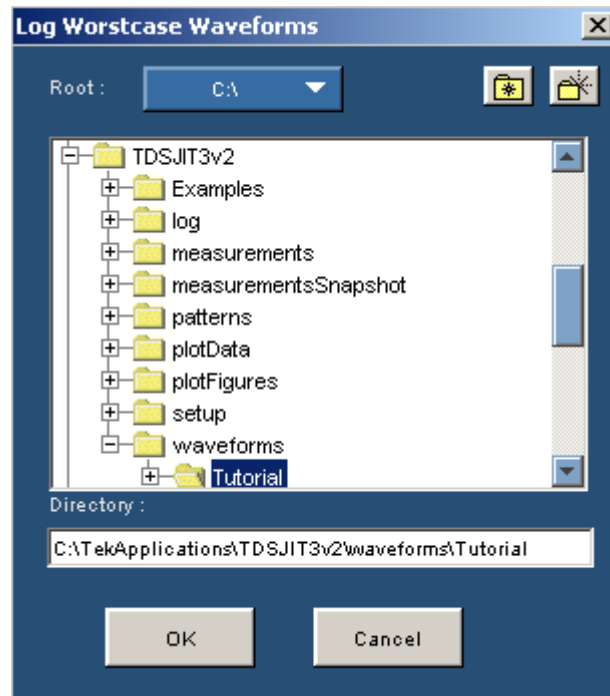 Log Worstcase Waveforms
Root :
C:\
TDSJIT3v2
Examples
log
measurements
measurementsSnapshot
patterns
plotData
plotFigures
setup
waveforms
Tutorial
Directory :
C:\TekApplications\TDSJIT3v2\waveforms\Tutorial
OK
Cancel